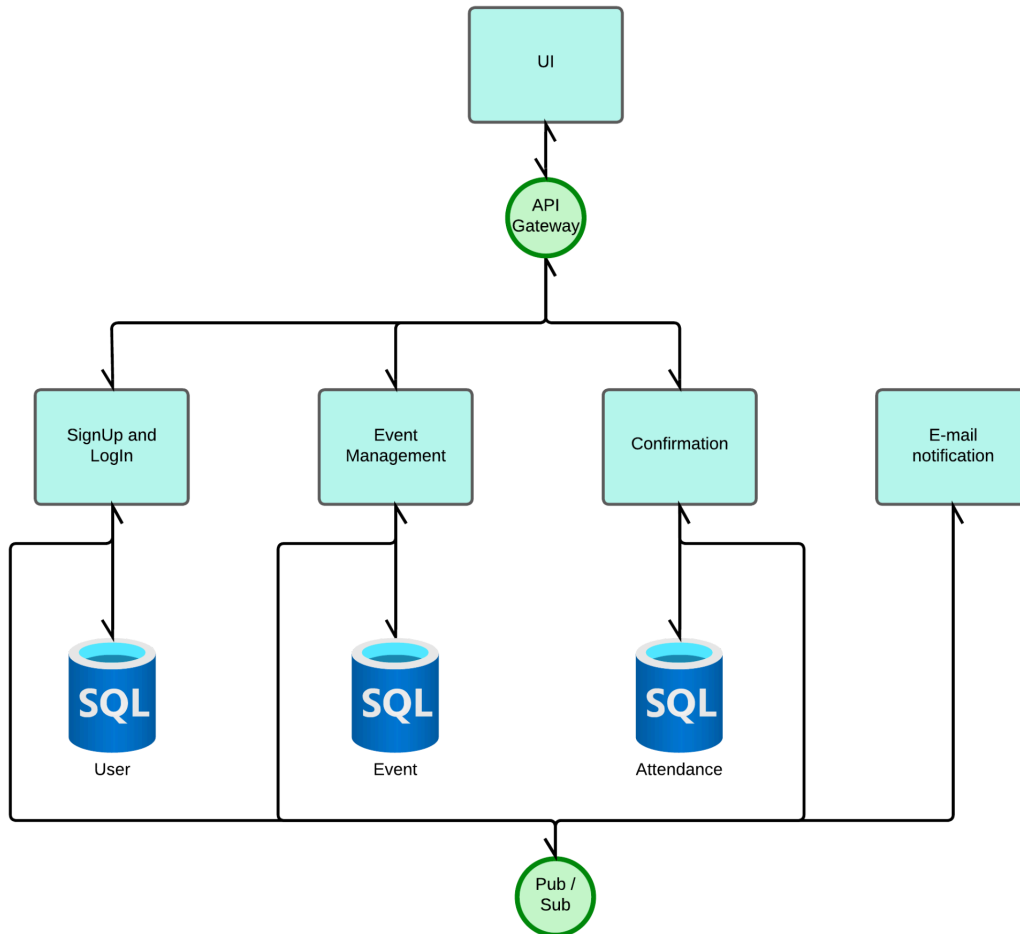 UI
API
Gateway
SignUp and
LogIn
Event
Management
Confirmation
E-mail
notification
SQL
SQL
SQL
User
Event
Attendance
Pub /
Sub